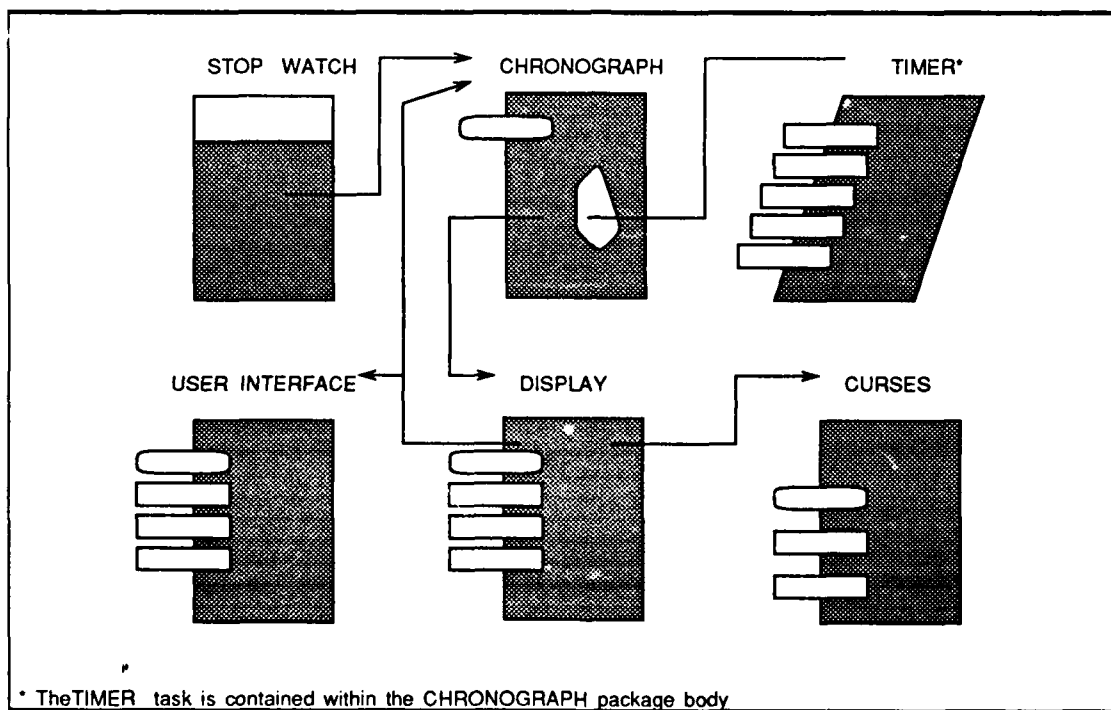 STOP WATCH
CHRONOGRAPH
TIMER*
USER INTERFACE
DISPLAY
CURSES
* TheTIMER task is contained within the CHRONOGRAPH package body